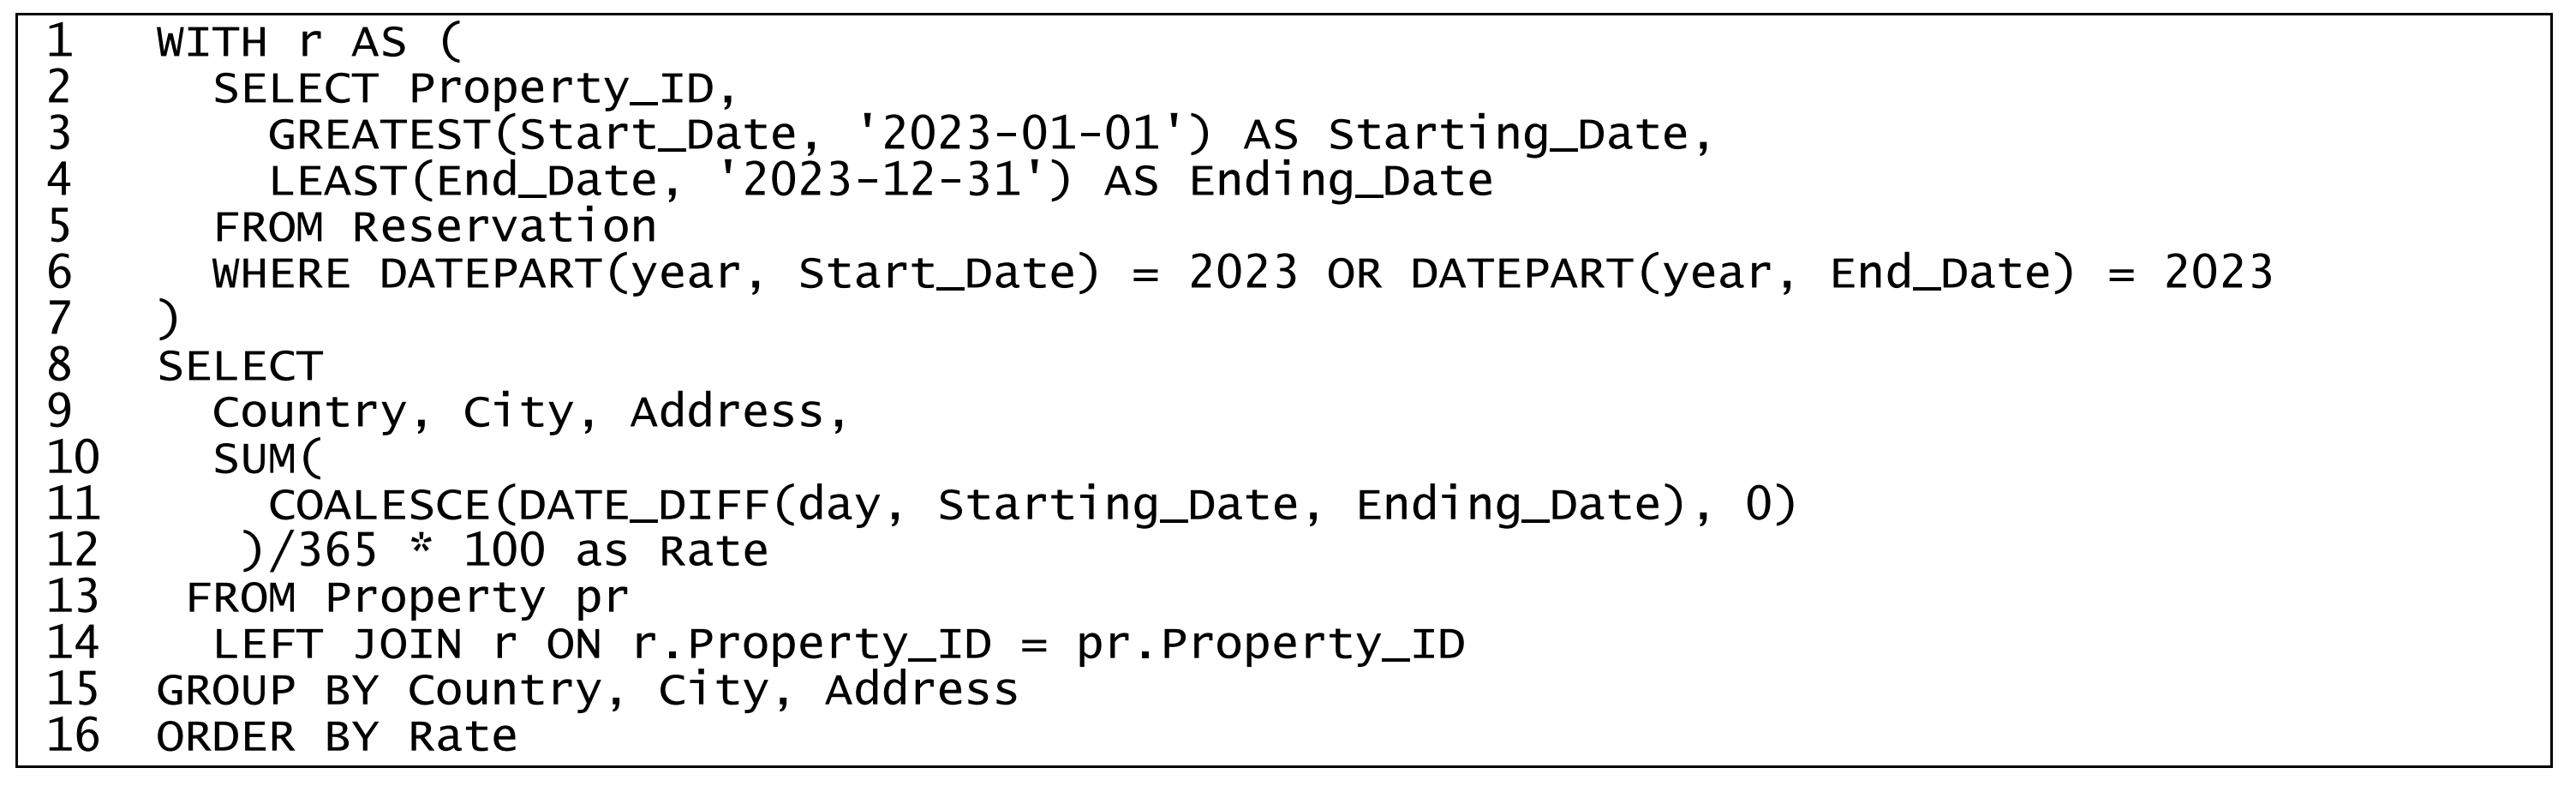 1 WITH r AS (
2 SELECT Property_ID,
3 GREATEST(Start_Date, '2023-01-01') AS Starting_Date,
4 LEAST(End_Date, '2023-12-31') AS Ending_Date
5 FROM Reservation
6 WHERE DATEPART(year, Start_Date) = 2023 OR DATEPART(year, End_Date) = 2023
7 )
8 SELECT
9 Country, City, Address,
10 SUM(
11 COALESCE(DATE_DIFF(day, Starting_Date, Ending_Date), 0)
12 )/365 * 100 as Rate
13 FROM Property pr
14 LEFT JOIN r ON r.Property_ID = pr.Property_ID
15 GROUP BY Country, City, Address
16 ORDER BY Rate